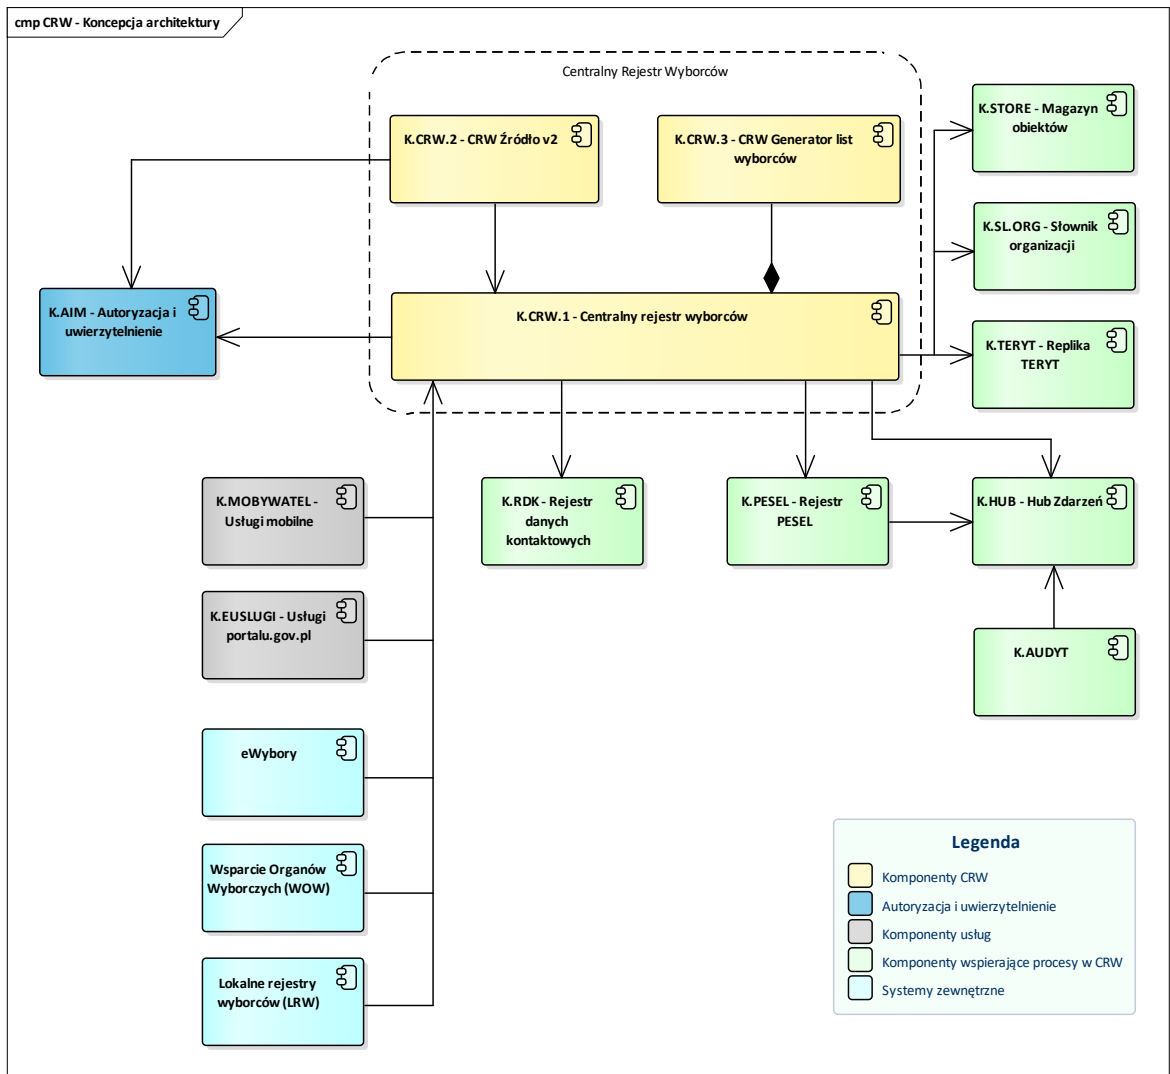 cmp CRW - Koncepcja architektury
Centralny Rejestr Wyborców
K.CRW.2 - CRW Źródło v2
K.CRW.3 - CRW Generator list
wyborców
K.STORE - Magazyn
obiektów
K.SL.ORG - Słownik
organizacji
K.AIM - Autoryzacja i
uwierzytelnienie
K.CRW.1 - Centralny rejestr wyborców
K.TERYT - Replika
TERYT
K.MOBYWATEL -
Usługi mobilne
K.RDK - Rejestr
danych
kontaktowych
K.PESEL - Rejestr
PESEL
K.HUB - Hub Zdarzeń
K.EUSLUGI - Usługi
portalu.gov.pl
K.AUDYT
eWybory
Wsparcie Organów
Wyborczych (WOW)
Lokalne rejestry
wyborców (LRW)
Legenda
Komponenty CRW
Autoryzacja i uwierzytelnienie
Komponenty usług
Komponenty wspierające procesy w CRW
Systemy zewnętrzne